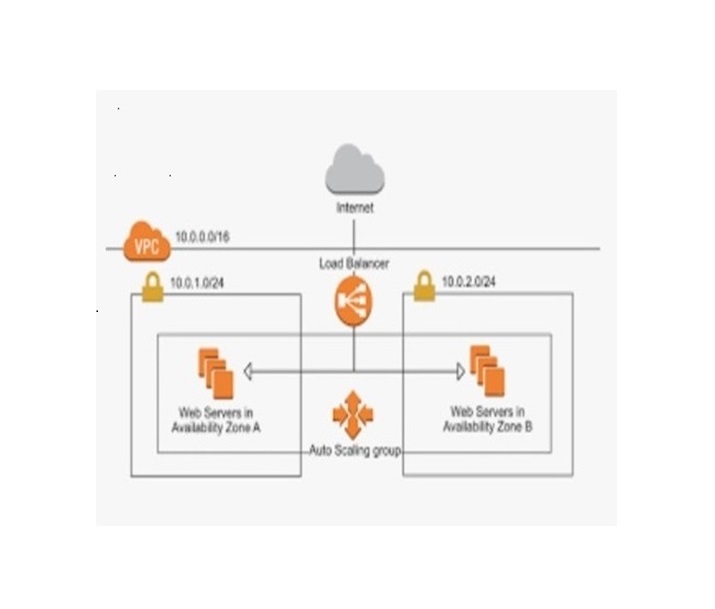 Internet
VPC
10.0.0.0/16
Load Balancer
10.0.1.0/24
10.0.2.0/24
Web Servers in
Availability Zone A
Web Servers in
Availability Zone B
Auto Scaling group